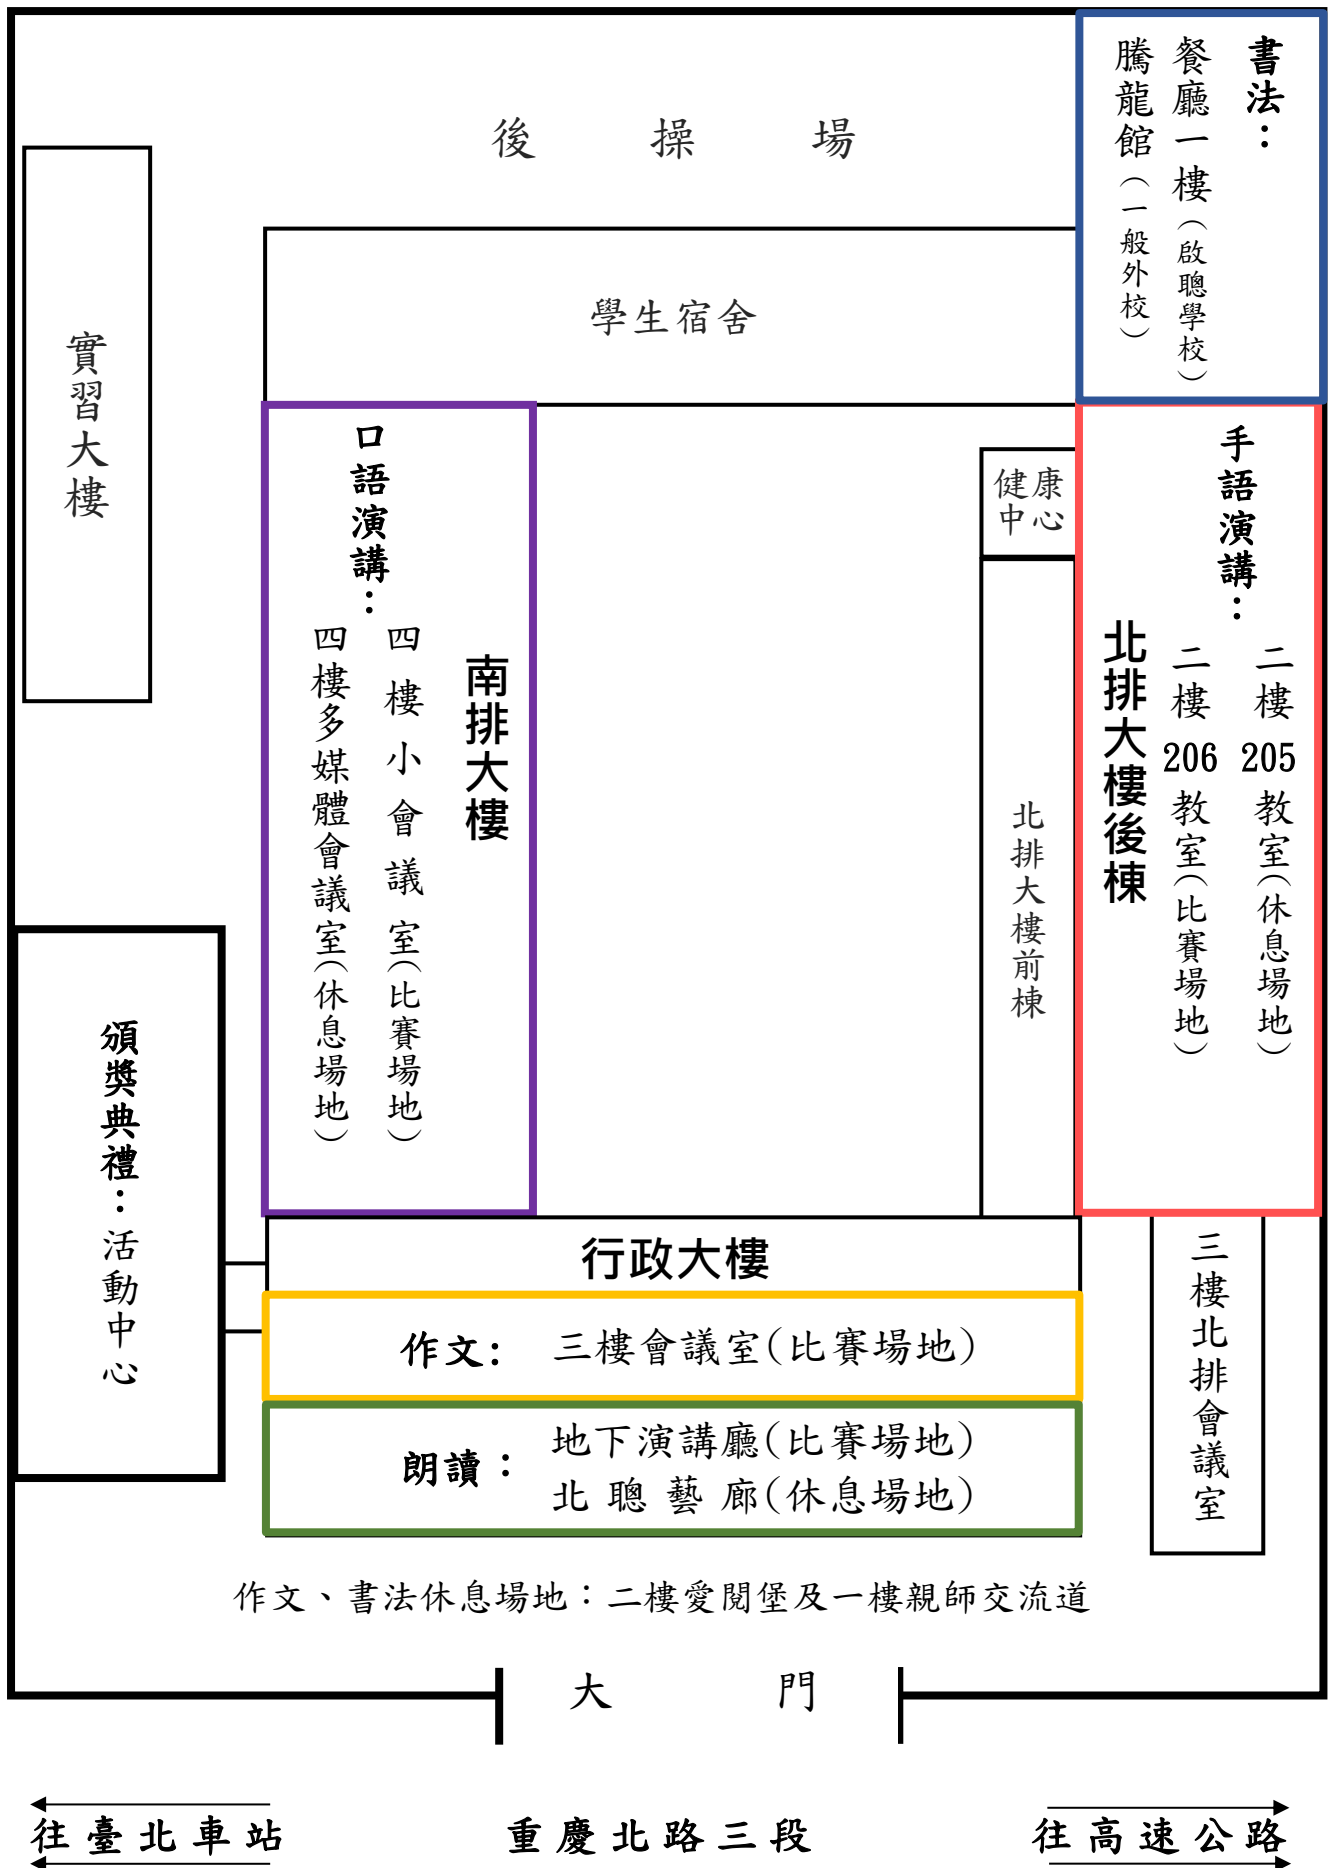 書法：
餐廳一樓（啟聰學校）
騰龍館（一般外校）
後操場
學生宿舍
實習大樓
口語演講：
四樓小會議室（比賽場地）
四樓多媒體會議室（休息場地）
南排大樓
健康
中心
手語演講：
二樓205教室（休息場地）
二樓206教室（比賽場地）
北排大樓後棟
北排大樓前棟
頒獎典禮：活動中心
行政大樓
作文：三樓會議室（比賽場地）
朗讀：地下演講廳（比賽場地）
北聰藝廊（休息場地）
三樓北排會議室
作文、書法休息場地：二樓愛閱堡及一樓親師交流道
大門
往臺北車站
重慶北路三段
往高速公路